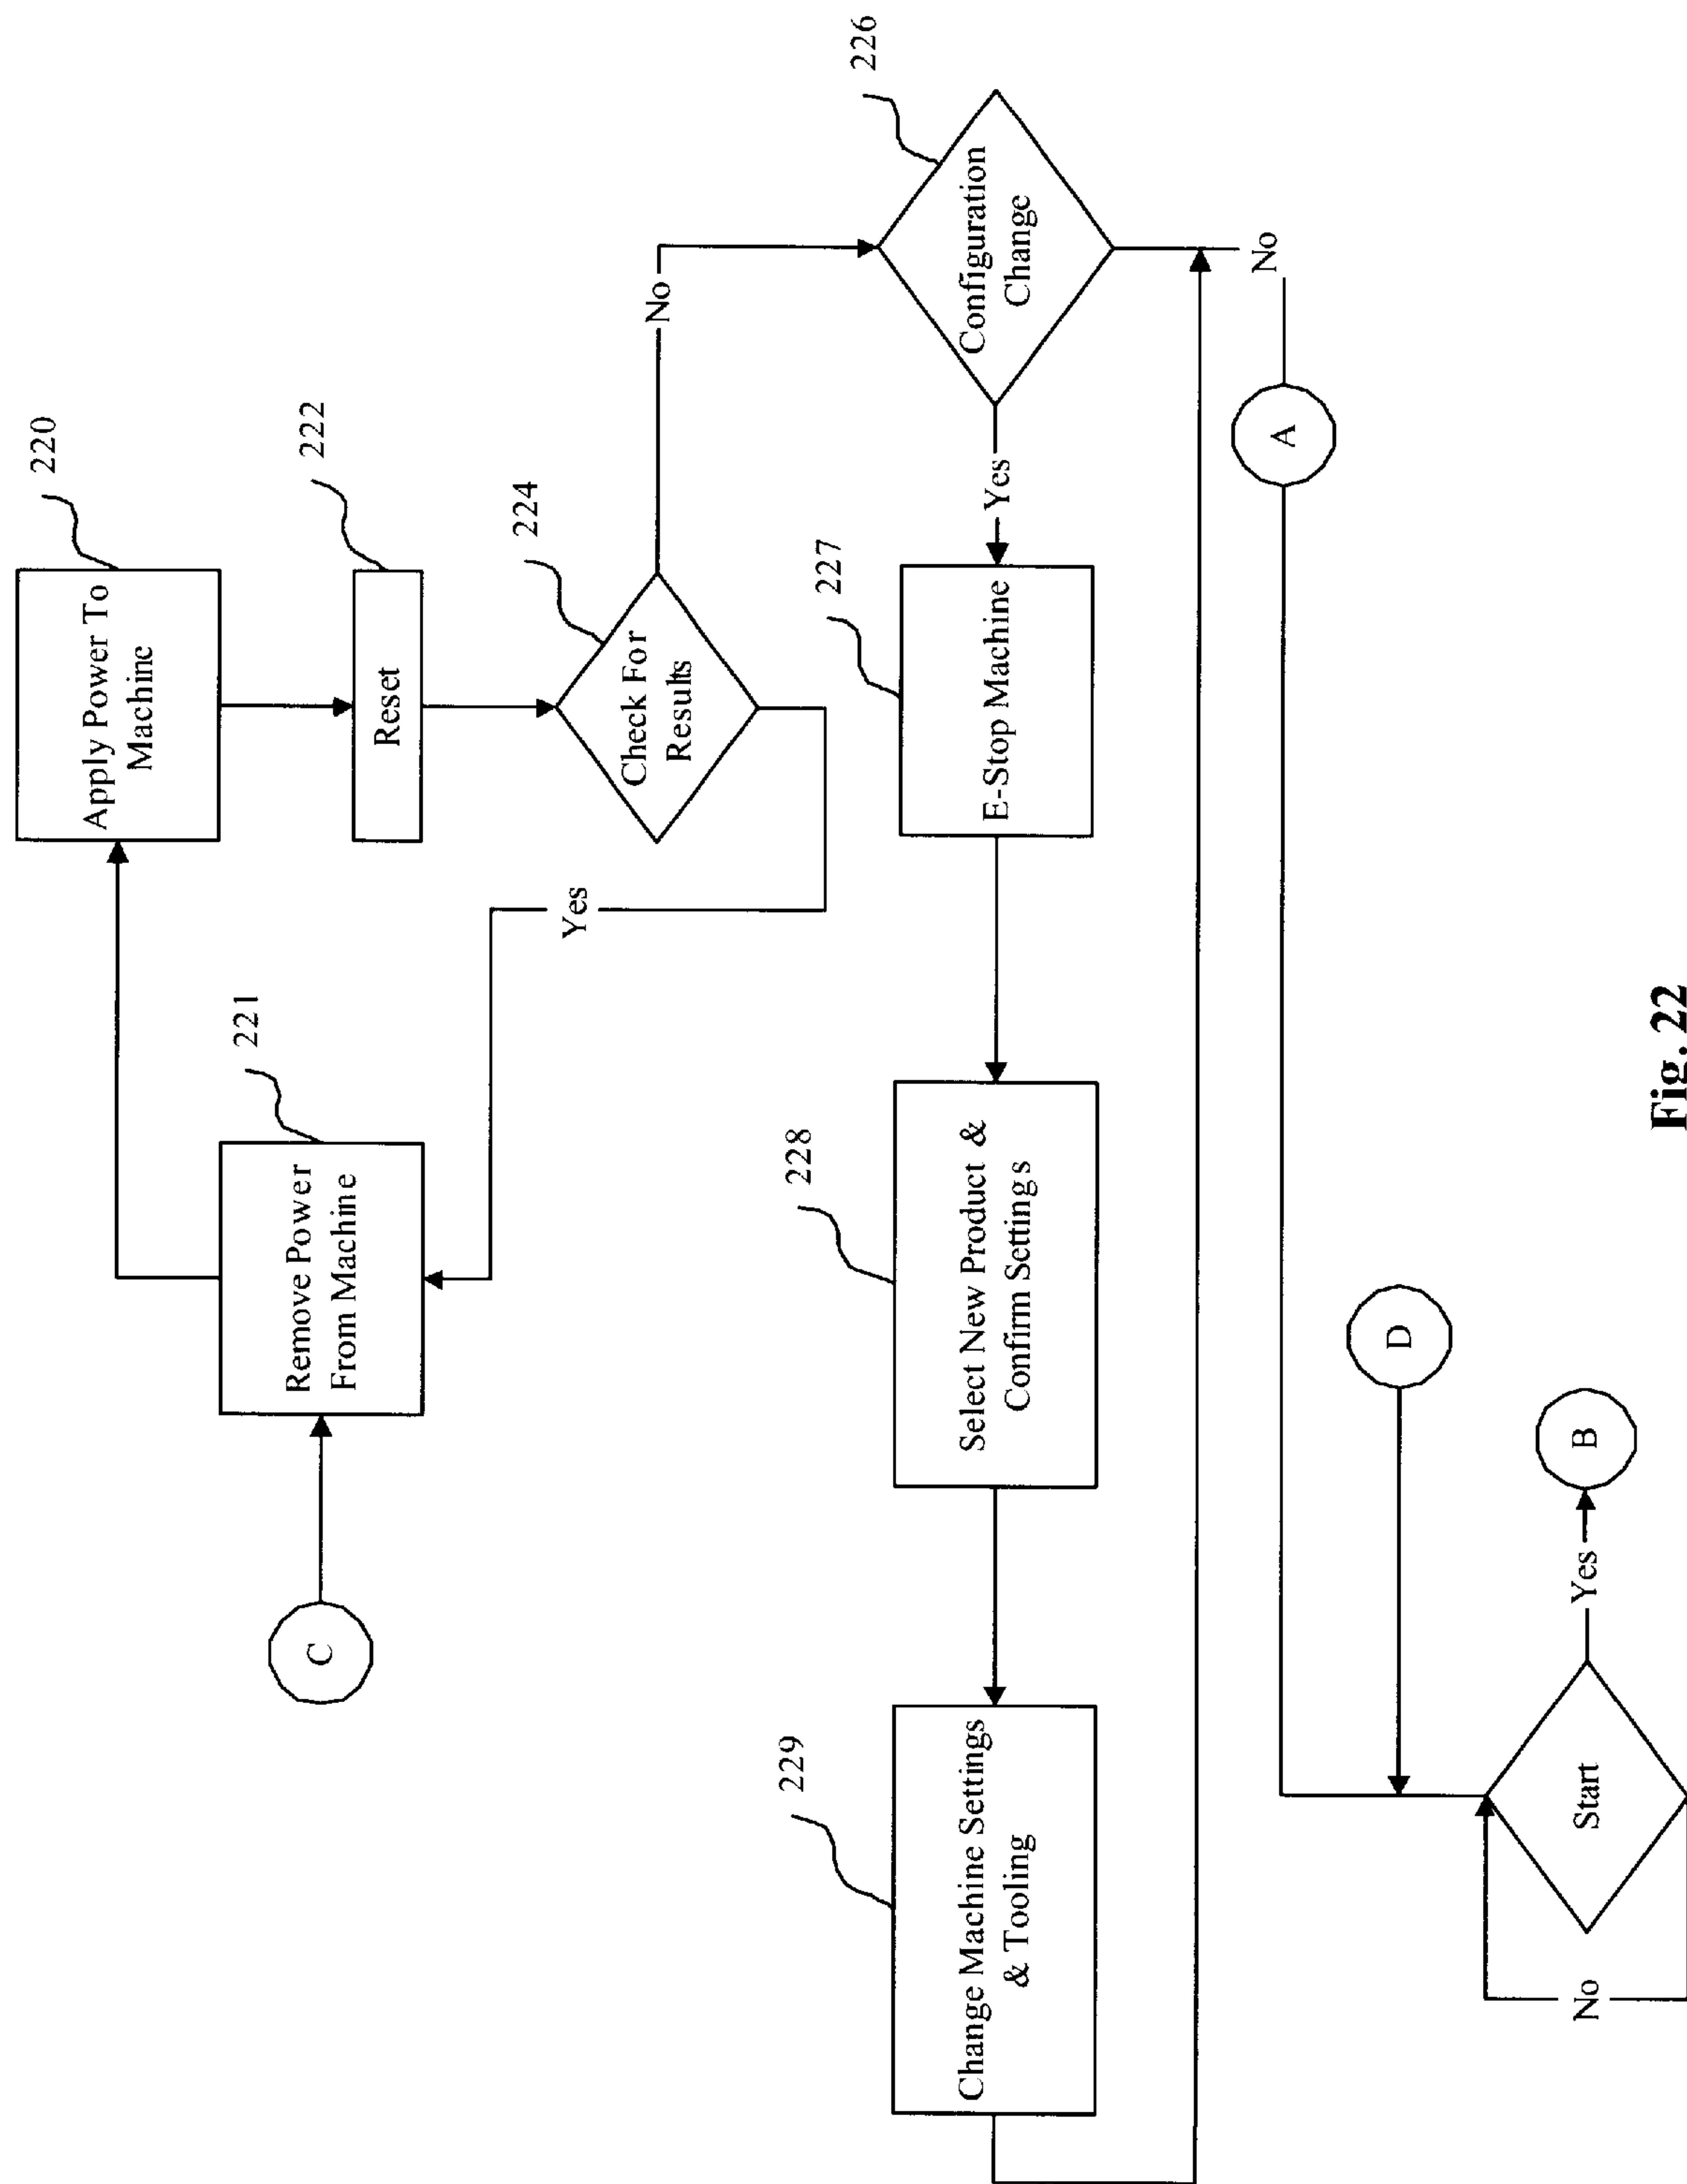 220
Apply Power To
Machine
222
Reset
221
Remove Power
From Machine
C
224
Check For
Results
Yes
No
226
Configuration
Change
Yes
227
E-Stop Machine
228
Select New Product &
Confirm Settings
229
Change Machine Settings
& Tooling
No
A
D
Start
Yes
B
No
Fig. 22